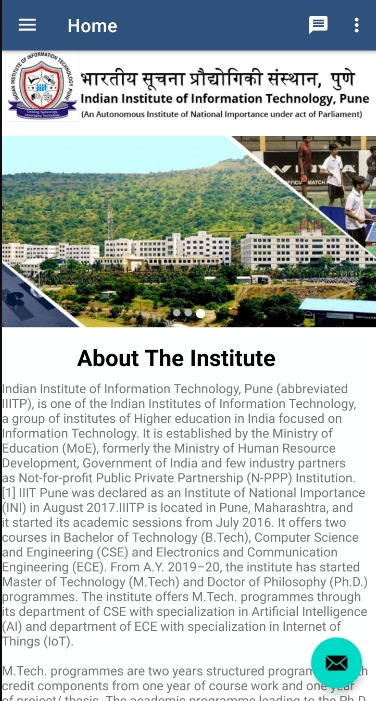 Home
भारतीय सूचना प्रौद्योगिकी संस्थान, पुणे
Indian Institute of Information Technology, Pune
(An Autonomous Institute of National Importance under act of Parliament)
About The Institute
Indian Institute of Information Technology, Pune (abbreviated
IIITP), is one of the Indian Institutes of Information Technology,
a group of institutes of Higher education in India focused on
Information Technology. It is established by the Ministry of
Education (MoE), formerly the Ministry of Human Resource
Development, Government of India and few industry partners
as Not-for-profit Public Private Partnership (N-PPP) Institution.
[1] IIIT Pune was declared as an Institute of National Importance
(INI) in August 2017.IIITP is located in Pune, Maharashtra, and
it started its academic sessions from July 2016. It offers two
courses in Bachelor of Technology (B.Tech), Computer Science
and Engineering (CSE) and Electronics and Communication
Engineering (ECE). From A.Y. 2019–20, the institute has started
Master of Technology (M.Tech) and Doctor of Philosophy (Ph.D.)
programmes. The institute offers M.Tech. programmes through
its department of CSE with specialization in Artificial Intelligence
(AI) and department of ECE with specialization in Internet of
Things (IoT).
M.Tech. programmes are two years structured
credit components from one year of course work and one year
of project/ thesis. The academic programme leading to the Ph.D